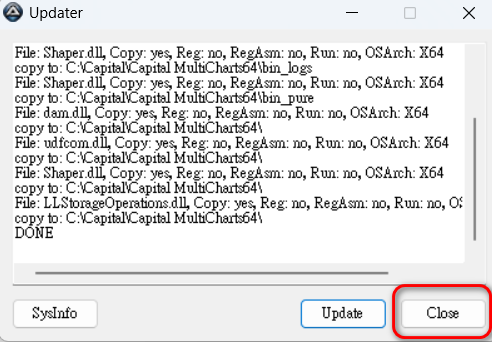 Updater
File: Shaper.dll, Copy: yes, Reg: no, RegAsm: no, Run: no, OSArch: X64
copy to: C:\Capital\Capital MultiCharts64\bin_logs
File: Shaper.dll, Copy: yes, Reg: no, RegAsm: no, Run: no, OSArch: X64
copy to: C:\Capital\Capital MultiCharts64\bin_pure
File: dam.dll, Copy: yes, Reg: no, RegAsm: no, Run: no, OSArch: X64
copy to: C:\Capital\Capital MultiCharts64\
File: udfcom.dll, Copy: yes, Reg: no, RegAsm: no, Run: no, OSArch: X64
copy to: C:\Capital\Capital MultiCharts64\
File: Shaper.dll, Copy: yes, Reg: no, RegAsm: no, Run: no, OSArch: X64
copy to: C:\Capital\Capital MultiCharts64\
File: LLStorageOperations.dll, Copy: yes, Reg: no, RegAsm: no, Run: no, OS
copy to: C:\Capital\Capital MultiCharts64\
DONE
SysInfo Update Close